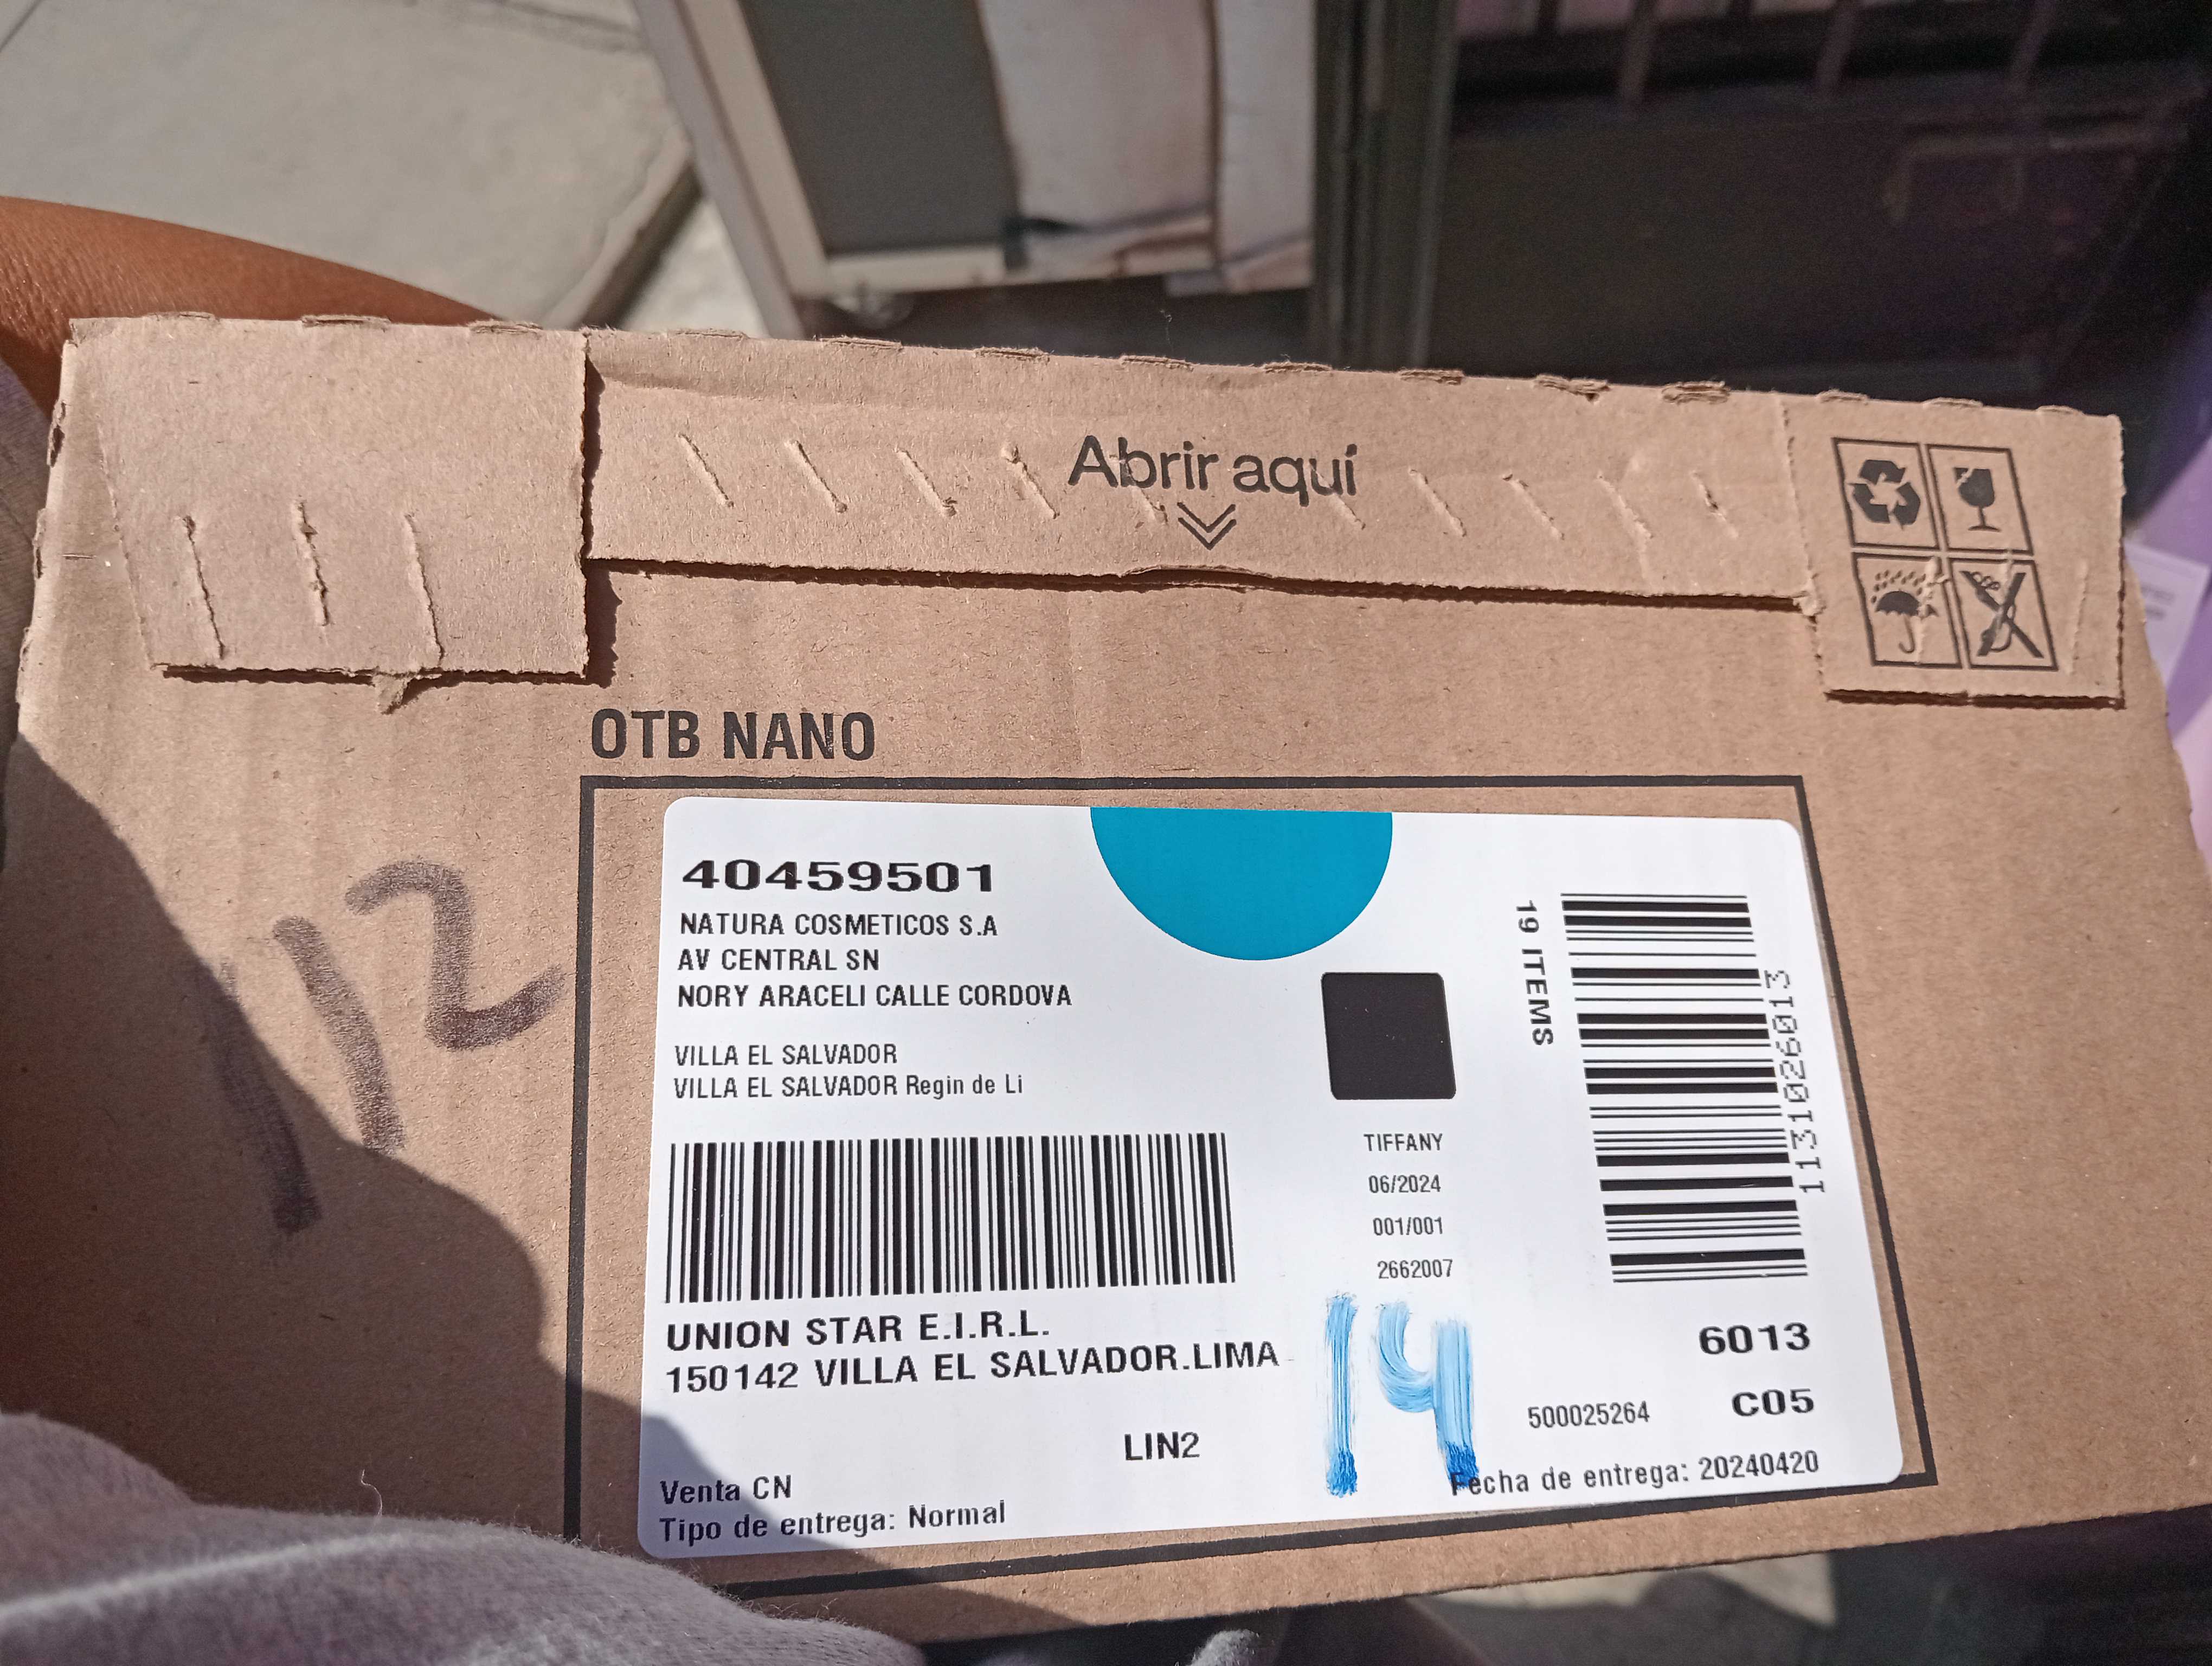 Abrir aquí
OTB NANO
112
40459501
NATURA COSMETICOS S.A
AV CENTRAL SN
NORY ARACELI CALLE CORDOVA
VILLA EL SALVADOR
VILLA EL SALVADOR Regin de Li
19 ITEMS
1131026013
TIFFANY
06/2024
001/001
2662007
UNION STAR E.I.R.L.
150142 VILLA EL SALVADOR.LIMA
14
6013
500025264 C05
LIN2
Venta CN
Fecha de entrega: 20240420
Tipo de entrega: Normal